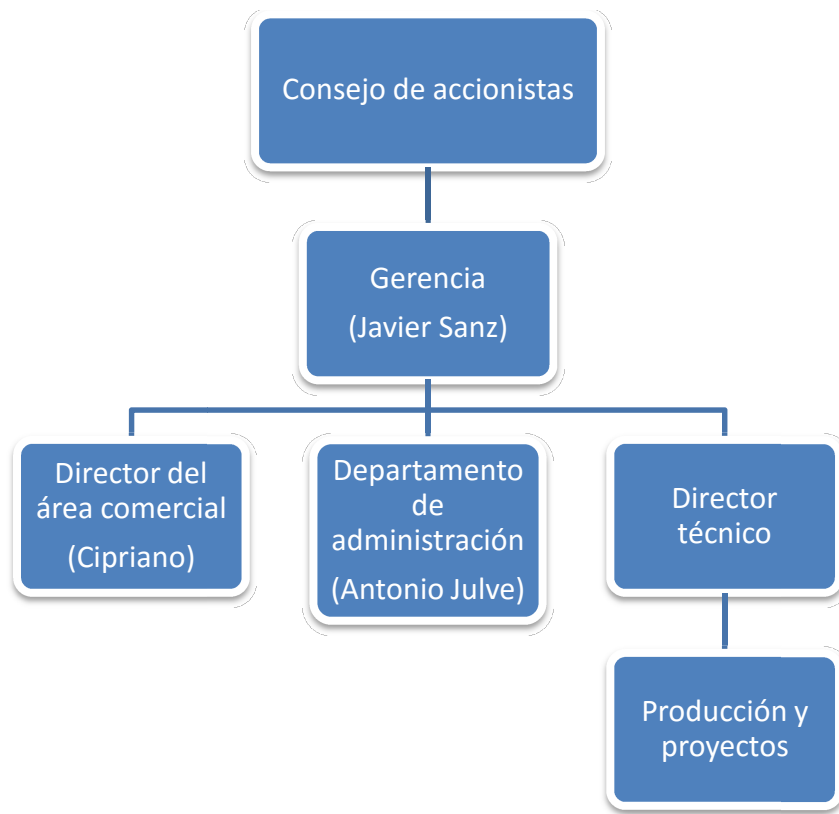 Consejo de accionistas
Gerencia
(Javier Sanz)
Director del
área comercial
(Cipriano)
Departamento
de
administración
(Antonio Julve)
Director
técnico
Producción y
proyectos